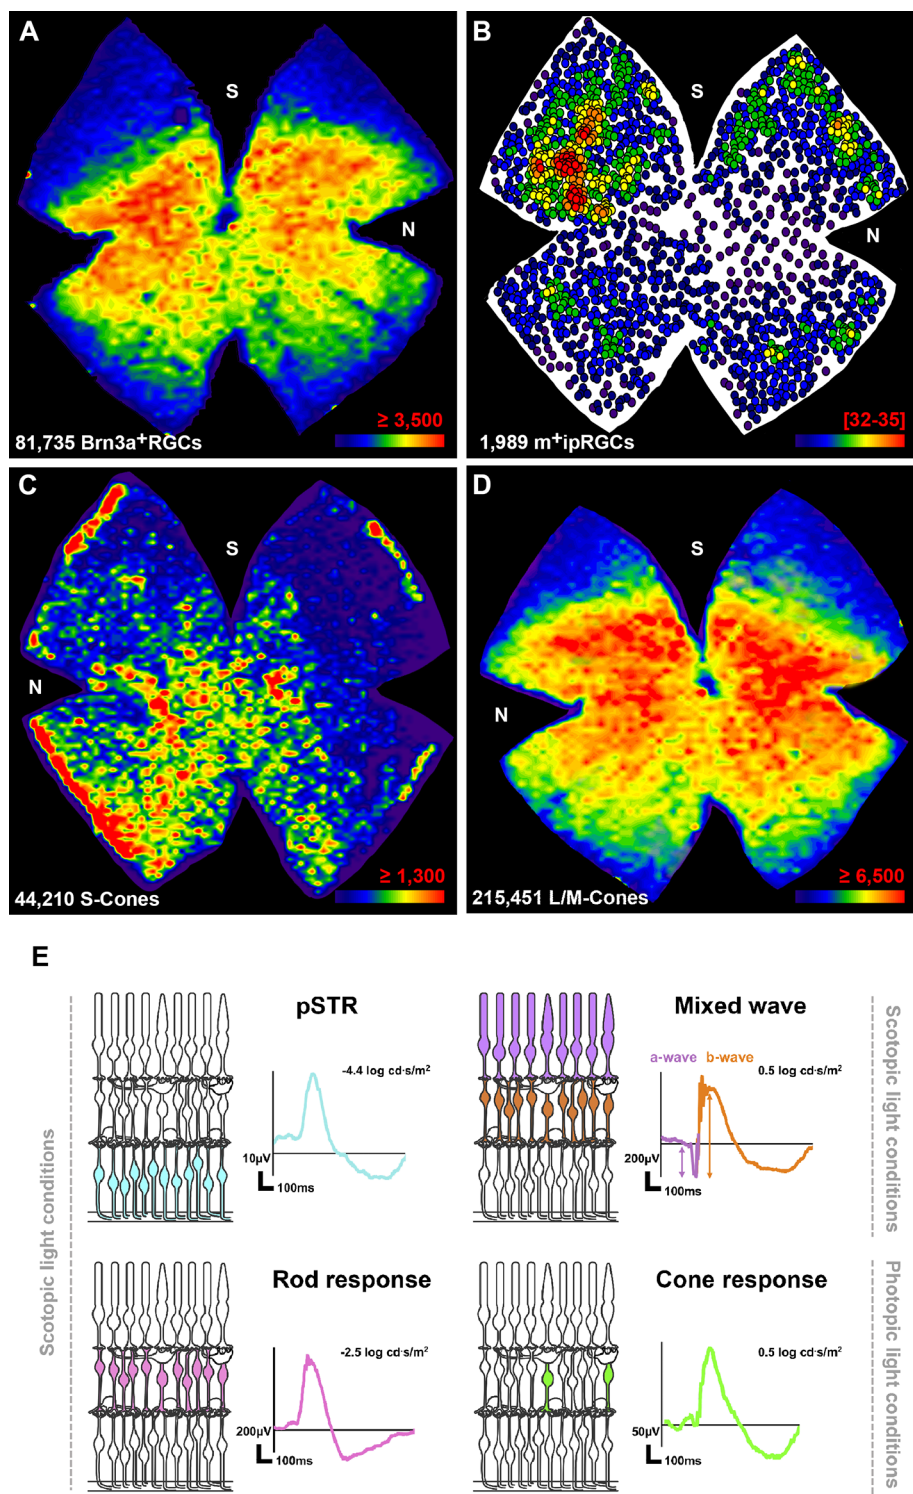 A
S
N
≥ 3,500
81,735 Brn3a⁺RGCs
B
S
N
[32-35]
1,989 m⁺ipRGCs
C
S
N
≥ 1,300
44,210 S-Cones
D
S
N
≥ 6,500
215,451 L/M-Cones
E
Scotopic light conditions
pSTR
-4.4 log cd·s/m²
10μV
100ms
Mixed wave
a-wave b-wave
0.5 log cd·s/m²
200μV
100ms
Scotopic light conditions
Rod response
-2.5 log cd·s/m²
200μV
100ms
Cone response
0.5 log cd·s/m²
50μV
100ms
Photopic light conditions